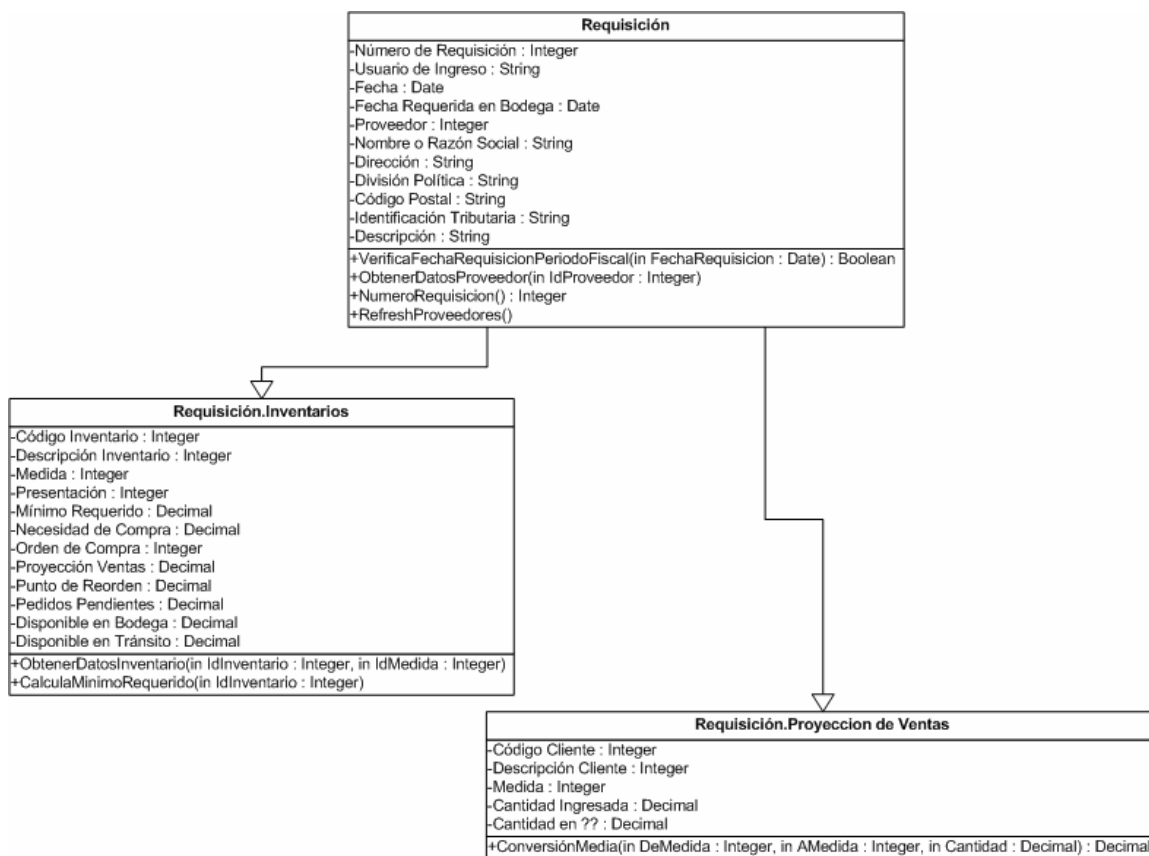 Requisición
-Número de Requisición : Integer
-Usuario de Ingreso : String
-Fecha : Date
-Fecha Requerida en Bodega : Date
-Proveedor : Integer
-Nombre o Razón Social : String
-Dirección : String
-División Política : String
-Código Postal : String
-Identificación Tributaria : String
-Descripción : String
+VerificaFechaRequisicionPeriodoFiscal(in FechaRequisicion : Date) : Boolean
+ObtenerDatosProveedor(in IdProveedor : Integer)
+NumeroRequisicion() : Integer
+RefreshProveedores()
Requisición.Inventarios
-Código Inventario : Integer
-Descripción Inventario : Integer
-Medida : Integer
-Presentación : Integer
-Mínimo Requerido : Decimal
-Necesidad de Compra : Decimal
-Orden de Compra : Integer
-Proyección Ventas : Decimal
-Punto de Reorden : Decimal
-Pedidos Pendientes : Decimal
-Disponible en Bodega : Decimal
-Disponible en Tránsito : Decimal
+ObtenerDatosInventario(in IdInventario : Integer, in IdMedida : Integer)
+CalculaMinimoRequerido(in IdInventario : Integer)
Requisición.Proyeccion de Ventas
-Código Cliente : Integer
-Descripción Cliente : Integer
-Medida : Integer
-Cantidad Ingresada : Decimal
-Cantidad en ?? : Decimal
+ConversiónMedia(in DeMedida : Integer, in AMedida : Integer, in Cantidad : Decimal) : Decimal